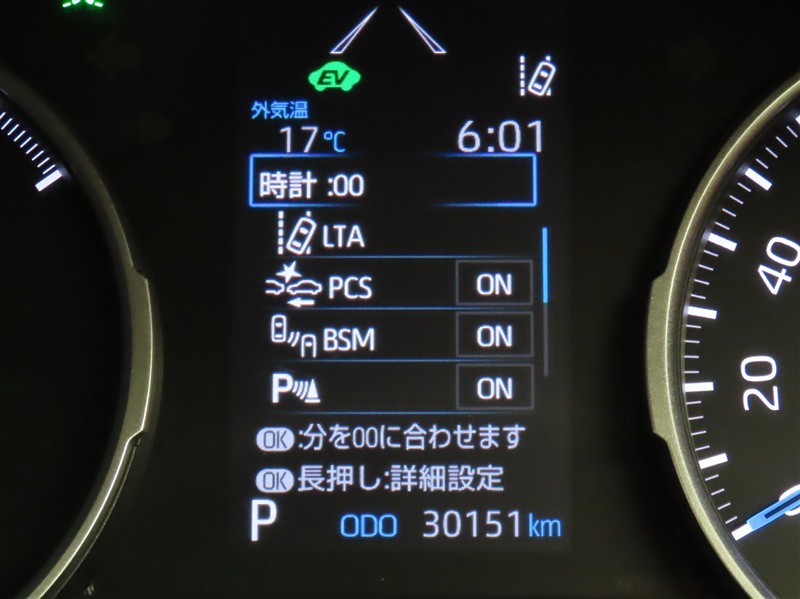 EV
外気温
17℃ 6:01
時計 :00
LTA
PCS ON
BSM ON
P ON
OK:分を00に合わせます
OK長押し:詳細設定
P ODO 30151km
40
20
0